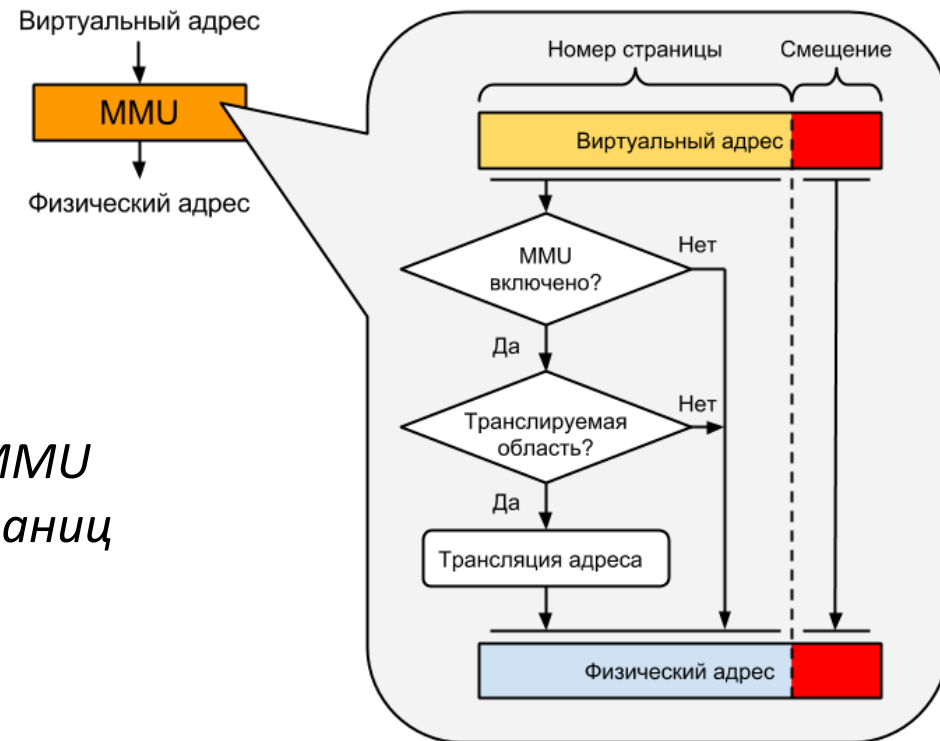 Виртуальный адрес
MMU
Физический адрес
Номер страницы
Смещение
Виртуальный адрес
MMU
включено?
Нет
Да
Транслируемая
область?
Нет
Да
Трансляция адреса
Физический адрес
MMU
аниц